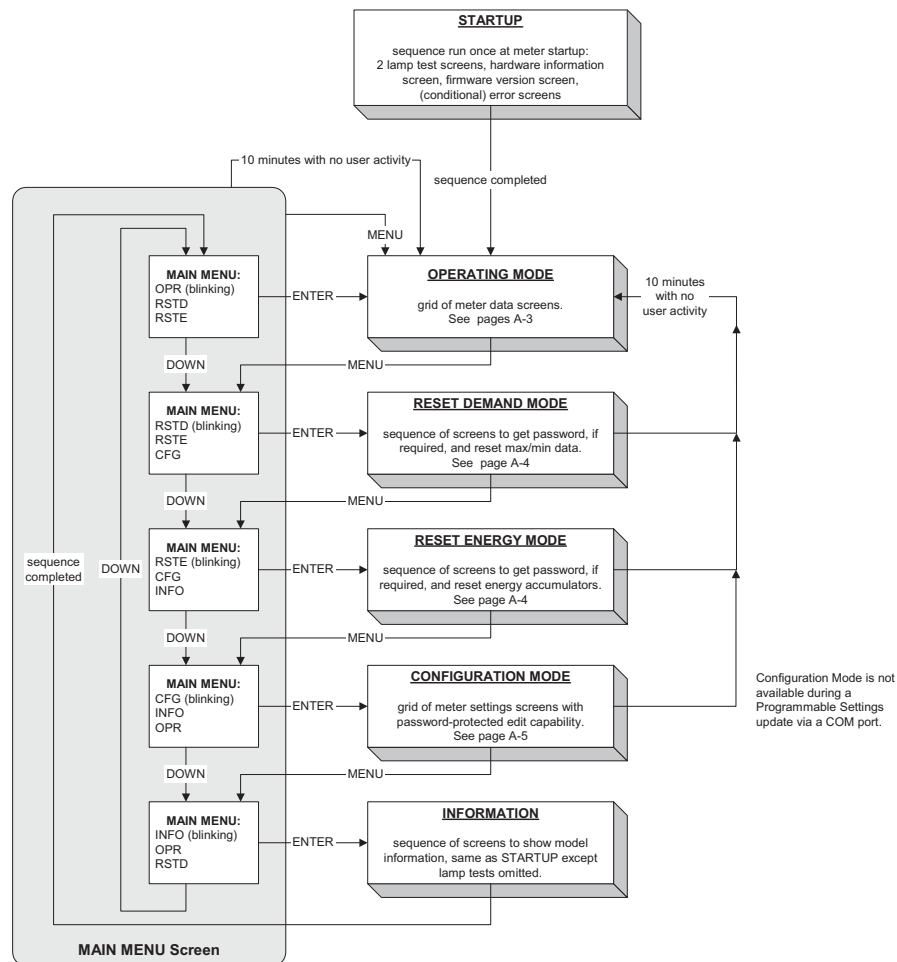 STARTUP
sequence run once at meter startup:
2 lamp test screens, hardware information
screen, firmware version screen,
(conditional) error screens
10 minutes with no user activity
sequence completed
MENU
MAIN MENU:
OPR (blinking)
RSTD
RSTE
ENTER
OPERATING MODE
grid of meter data screens.
See pages A-3
10 minutes
with no
user activity
DOWN
MENU
MAIN MENU:
RSTD (blinking)
RSTE
CFG
ENTER
RESET DEMAND MODE
sequence of screens to get password, if
required, and reset max/min data.
See page A-4
DOWN
MENU
sequence
completed
DOWN
MAIN MENU:
RSTE (blinking)
CFG
INFO
ENTER
RESET ENERGY MODE
sequence of screens to get password, if
required, and reset energy accumulators.
See page A-4
DOWN
MENU
MAIN MENU:
CFG (blinking)
INFO
OPR
ENTER
CONFIGURATION MODE
grid of meter settings screens with
password-protected edit capability.
See page A-5
Configuration Mode is not
available during a
Programmable Settings
update via a COM port.
DOWN
MENU
MAIN MENU:
INFO (blinking)
OPR
RSTD
ENTER
INFORMATION
sequence of screens to show model
information, same as STARTUP except
lamp tests omitted.
MAIN MENU Screen